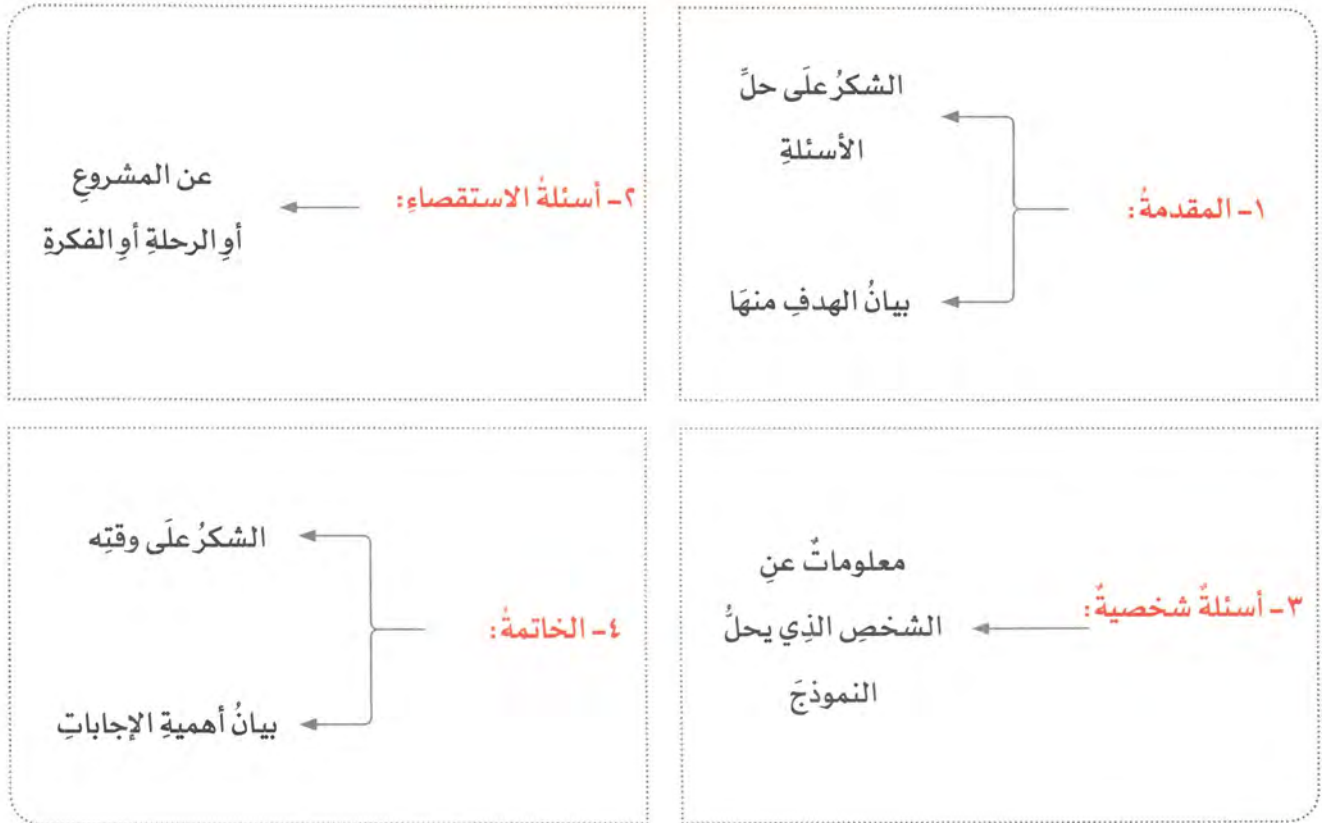 ١- المقدمةُ:
الشكرُ علَى حلِّ
الأسئلةِ
بيانُ الهدفِ منهَا
٢- أسئلةُ الاستقصاءِ:
عن المشروعِ
أوِ الرحلةِ أوِ الفكرةِ
٣- أسئلةٌ شخصيةٌ:
معلوماتٌ عنِ
الشخصِ الذِي يحلُّ
النموذجَ
٤- الخاتمةُ:
الشكرُ علَى وقتِه
بيانُ أهميةِ الإجاباتِ